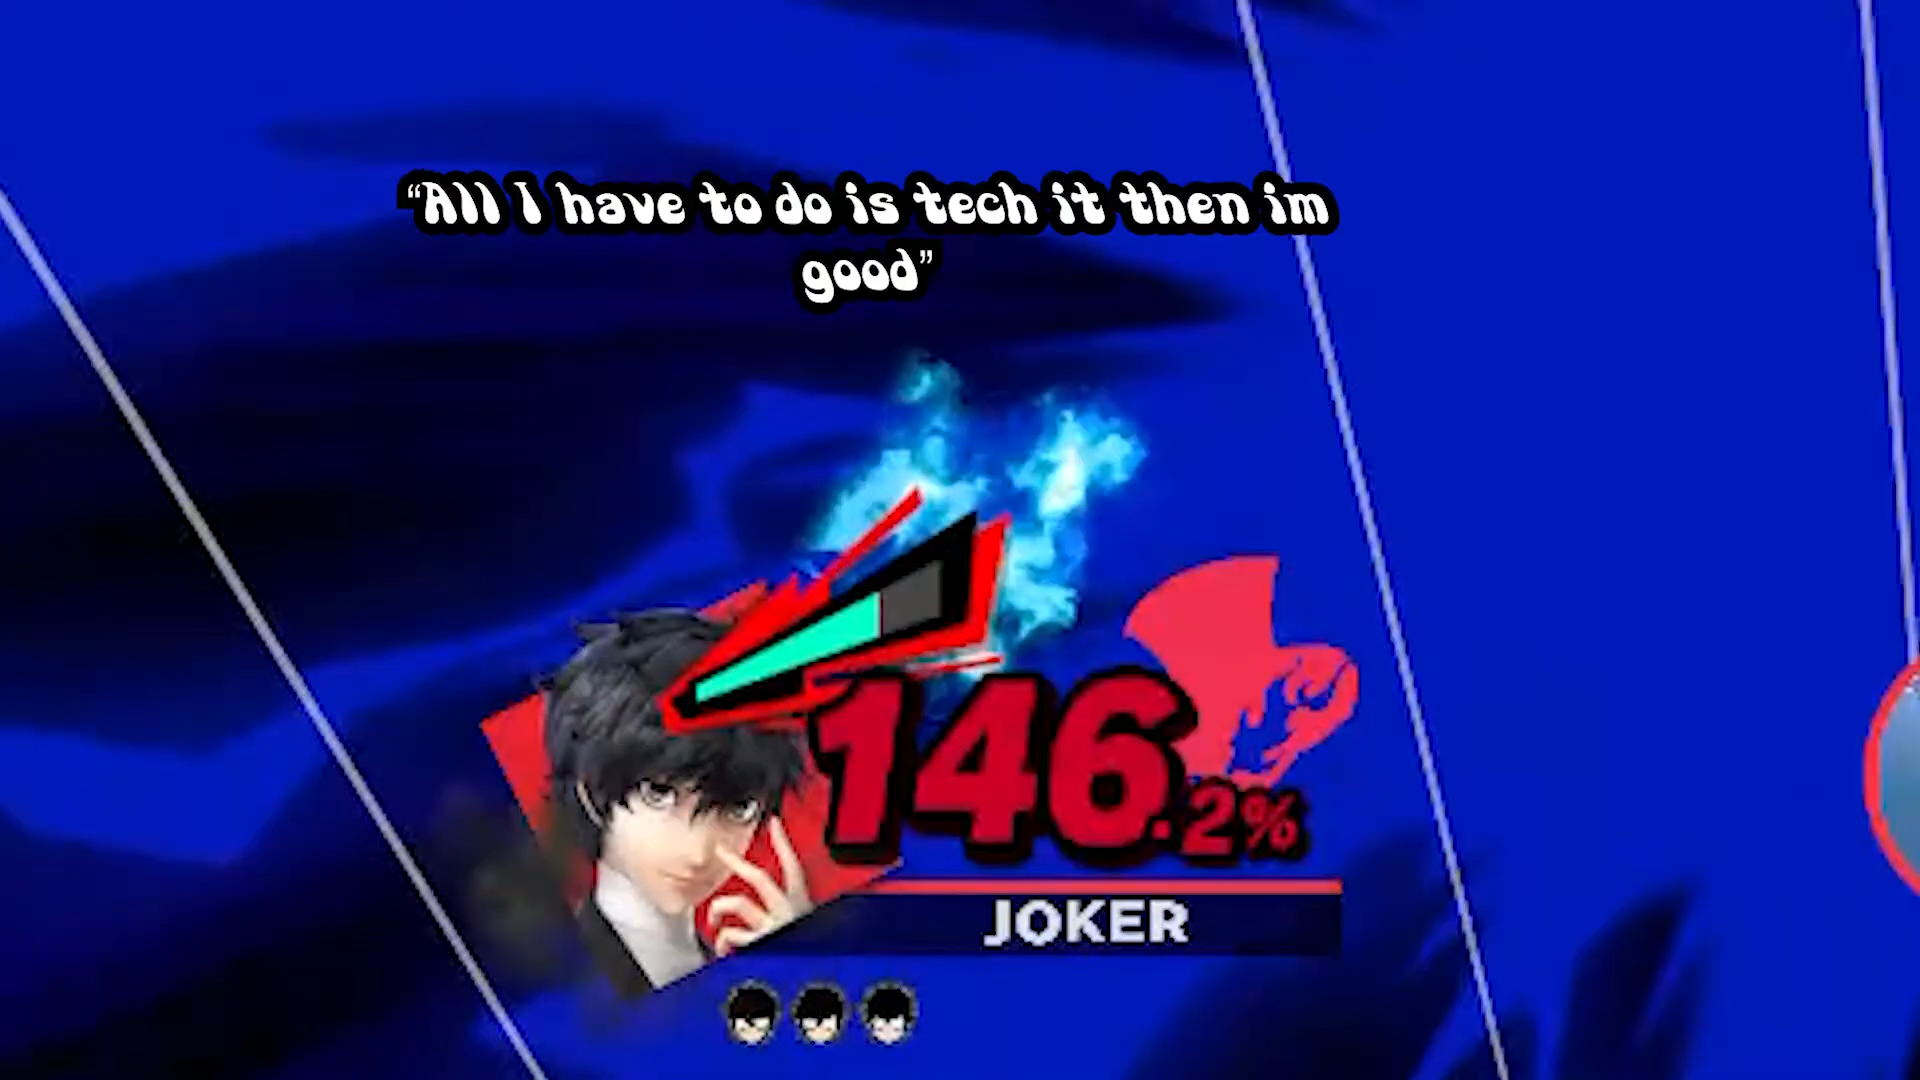 “All I have to do is tech it then im
good”
146.2%
JOKER